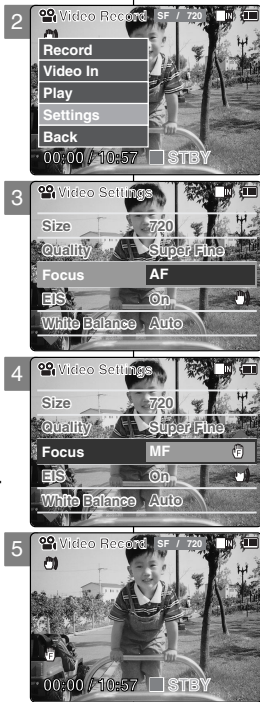 2
Video Record SF / 720 IN
Record
Video In
Play
Settings
Back
00:00 / 10:57 STBY
3
Video Settings IN
Size 720
Quality Super Fine
Focus AF
EIS On
White Balance Auto
4
Video Settings IN
Size 720
Quality Super Fine
Focus MF F
EIS On
White Balance Auto
5
Video Record SF / 720 IN
F
00:00 / 10:57 STBY